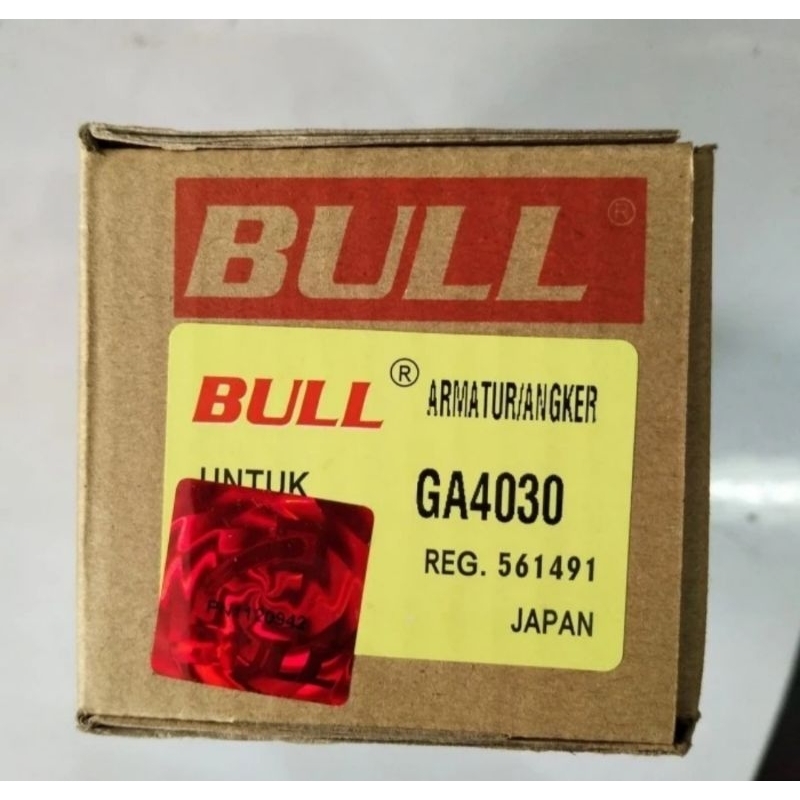 BULL ®
BULL ® ARMATUR/ANGKER
UNTUK GA4030
REG. 561491
JAPAN